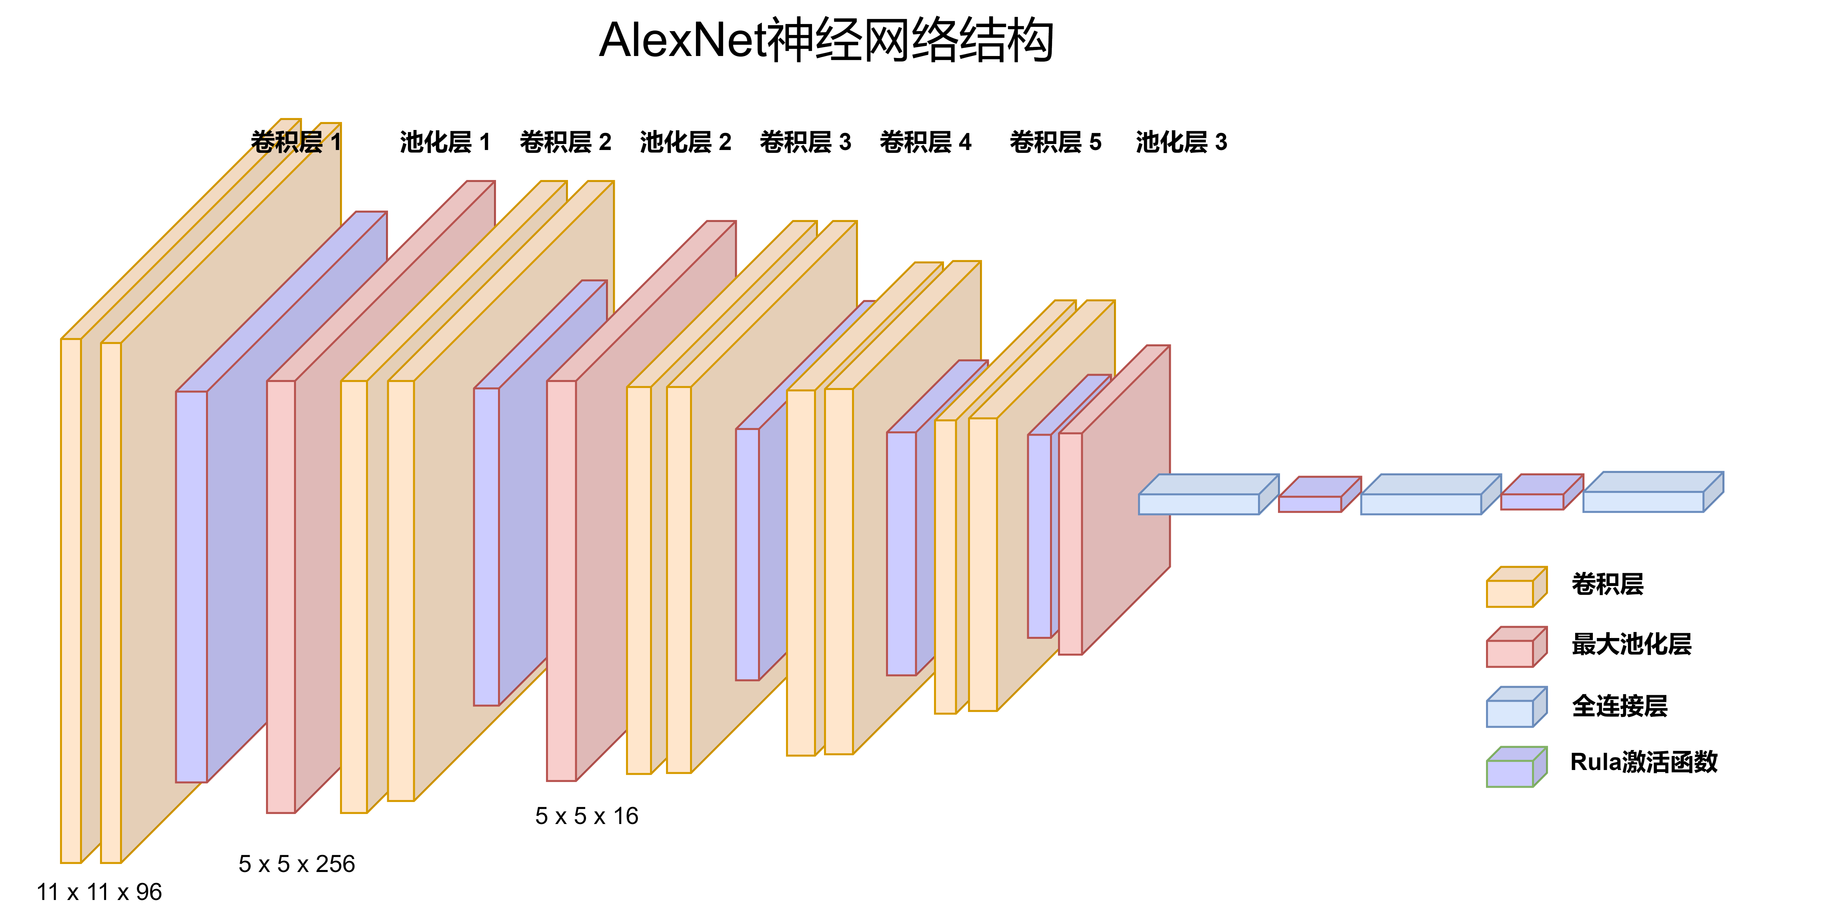 AlexNet神经网络结构
卷积层 1
池化层 1
卷积层 2
池化层 2
卷积层 3
卷积层 4
卷积层 5
池化层 3
卷积层
最大池化层
全连接层
Rula激活函数
5 x 5 x 16
5 x 5 x 256
11 x 11 x 96